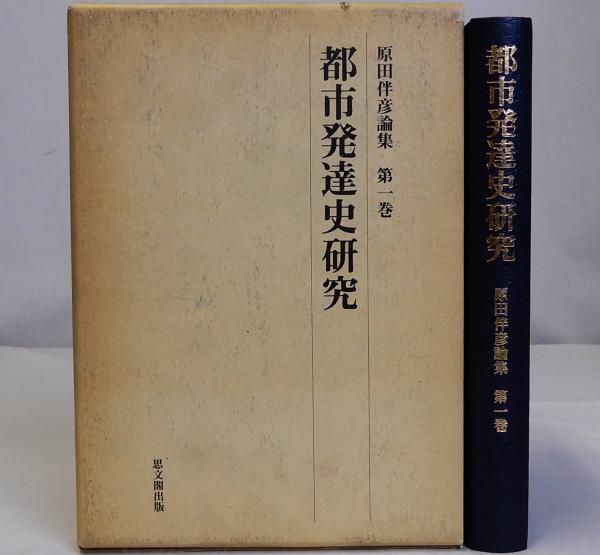 原田伴彦論集 第一巻
都市発達史研究
思文閣出版
都市発達史研究 原田伴彦論集 第一巻